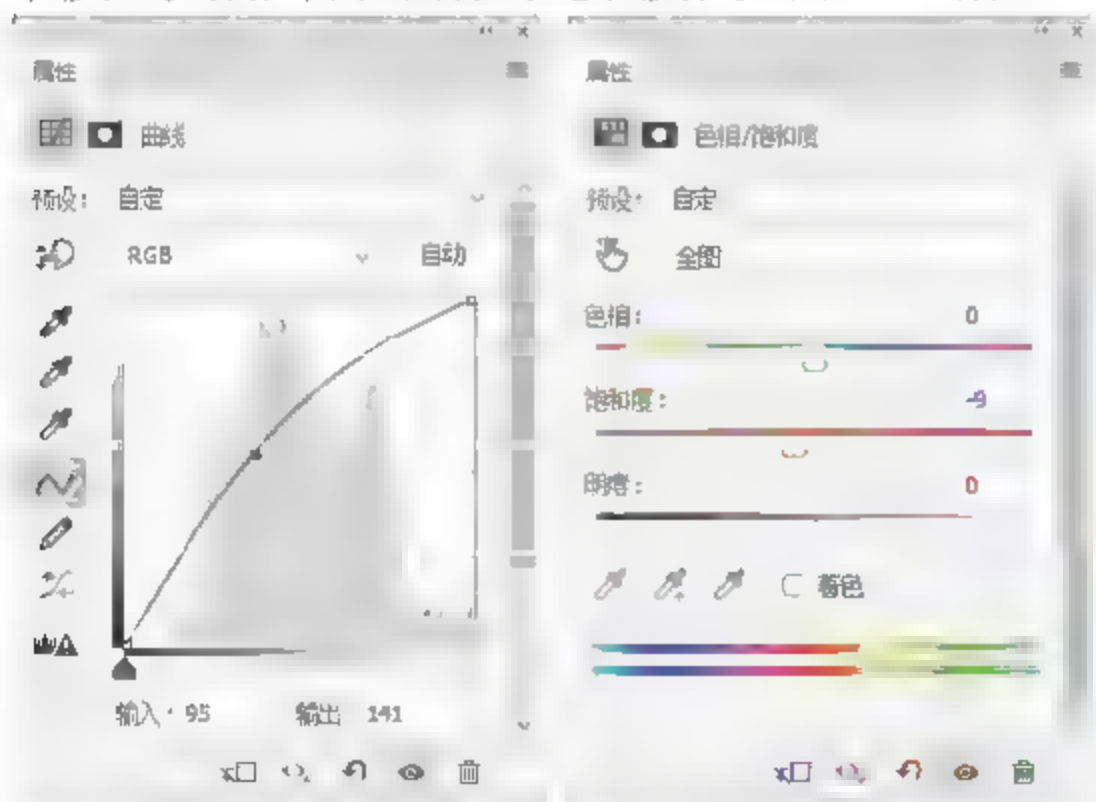 属性
曲线
预设: 自定
RGB 自动
输入: 95 输出 141
属性
色相/饱和度
预设: 自定
全图
色相: 0
饱和度: -9
明度: 0
着色